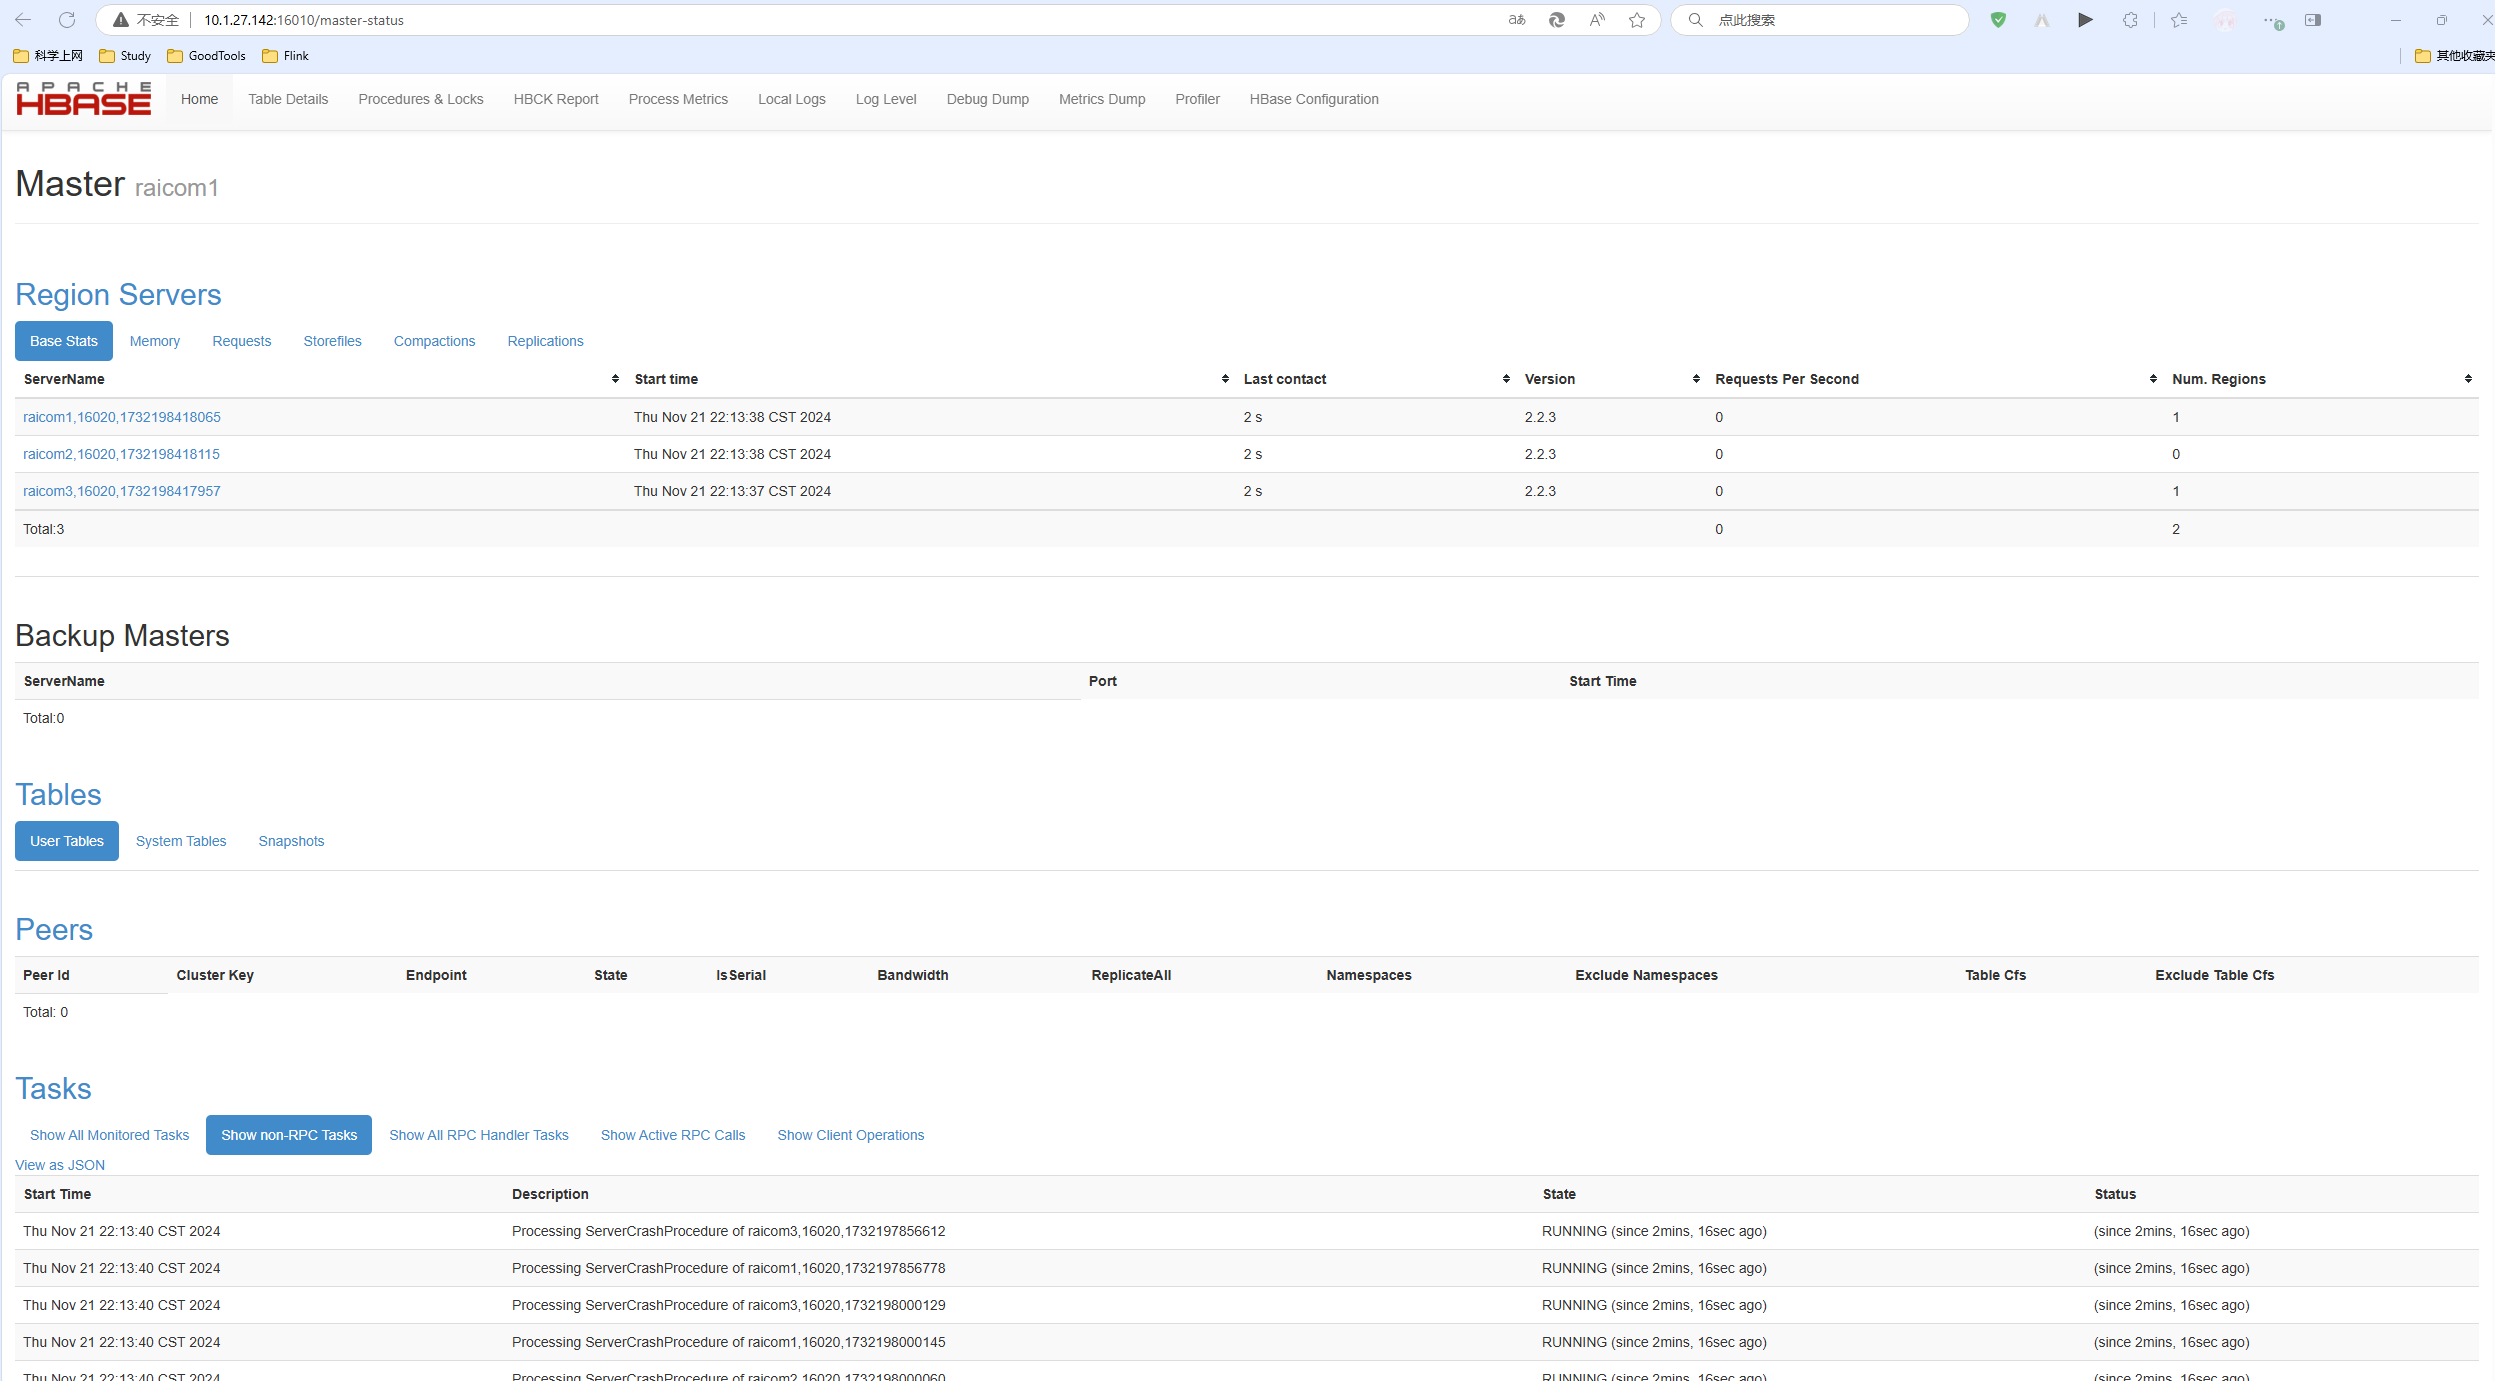 不安全 10.1.27.142:16010/master-status 点此搜索
科学上网 Study GoodTools Flink 其他收藏夹
APACHE HBASE Home Table Details Procedures & Locks HBCK Report Process Metrics Local Logs Log Level Debug Dump Metrics Dump Profiler HBase Configuration
Master raicom1
Region Servers
Base Stats Memory Requests Storefiles Compactions Replications
ServerName Start time Last contact Version Requests Per Second Num. Regions
raicom1,16020,1732198418065 Thu Nov 21 22:13:38 CST 2024 2 s 2.2.3 0 1
raicom2,16020,1732198418115 Thu Nov 21 22:13:38 CST 2024 2 s 2.2.3 0 0
raicom3,16020,1732198417957 Thu Nov 21 22:13:37 CST 2024 2 s 2.2.3 0 1
Total:3 0 2
Backup Masters
ServerName Port Start Time
Total:0
Tables
User Tables System Tables Snapshots
Peers
Peer Id Cluster Key Endpoint State IsSerial Bandwidth ReplicateAll Namespaces Exclude Namespaces Table Cfs Exclude Table Cfs
Total: 0
Tasks
Show All Monitored Tasks Show non-RPC Tasks Show All RPC Handler Tasks Show Active RPC Calls Show Client Operations
View as JSON
Start Time Description State Status
Thu Nov 21 22:13:40 CST 2024 Processing ServerCrashProcedure of raicom3,16020,1732197856612 RUNNING (since 2mins, 16sec ago) (since 2mins, 16sec ago)
Thu Nov 21 22:13:40 CST 2024 Processing ServerCrashProcedure of raicom1,16020,1732197856778 RUNNING (since 2mins, 16sec ago) (since 2mins, 16sec ago)
Thu Nov 21 22:13:40 CST 2024 Processing ServerCrashProcedure of raicom3,16020,1732198000129 RUNNING (since 2mins, 16sec ago) (since 2mins, 16sec ago)
Thu Nov 21 22:13:40 CST 2024 Processing ServerCrashProcedure of raicom1,16020,1732198000145 RUNNING (since 2mins, 16sec ago) (since 2mins, 16sec ago)
Thu Nov 21 22:13:40 CST 2024 Processing ServerCrashProcedure of raicom2,16020,1732198000060 RUNNING (since 2mins, 16sec ago) (since 2mins, 16sec ago)